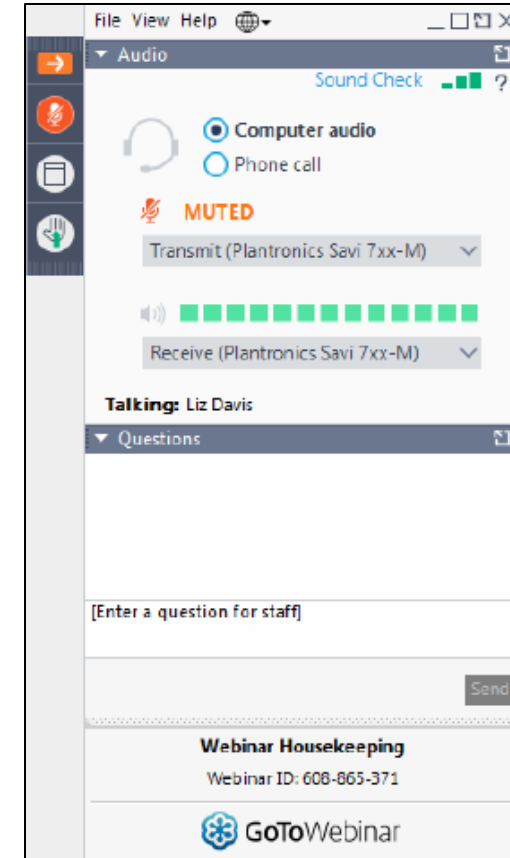 File View Help
Audio
Sound Check ?
Computer audio
Phone call
MUTED
Transmit (Plantronics Savi 7xx-M)
Receive (Plantronics Savi 7xx-M)
Talking: Liz Davis
Questions
[Enter a question for staff]
Send
Webinar Housekeeping
Webinar ID: 608-865-371
GoToWebinar